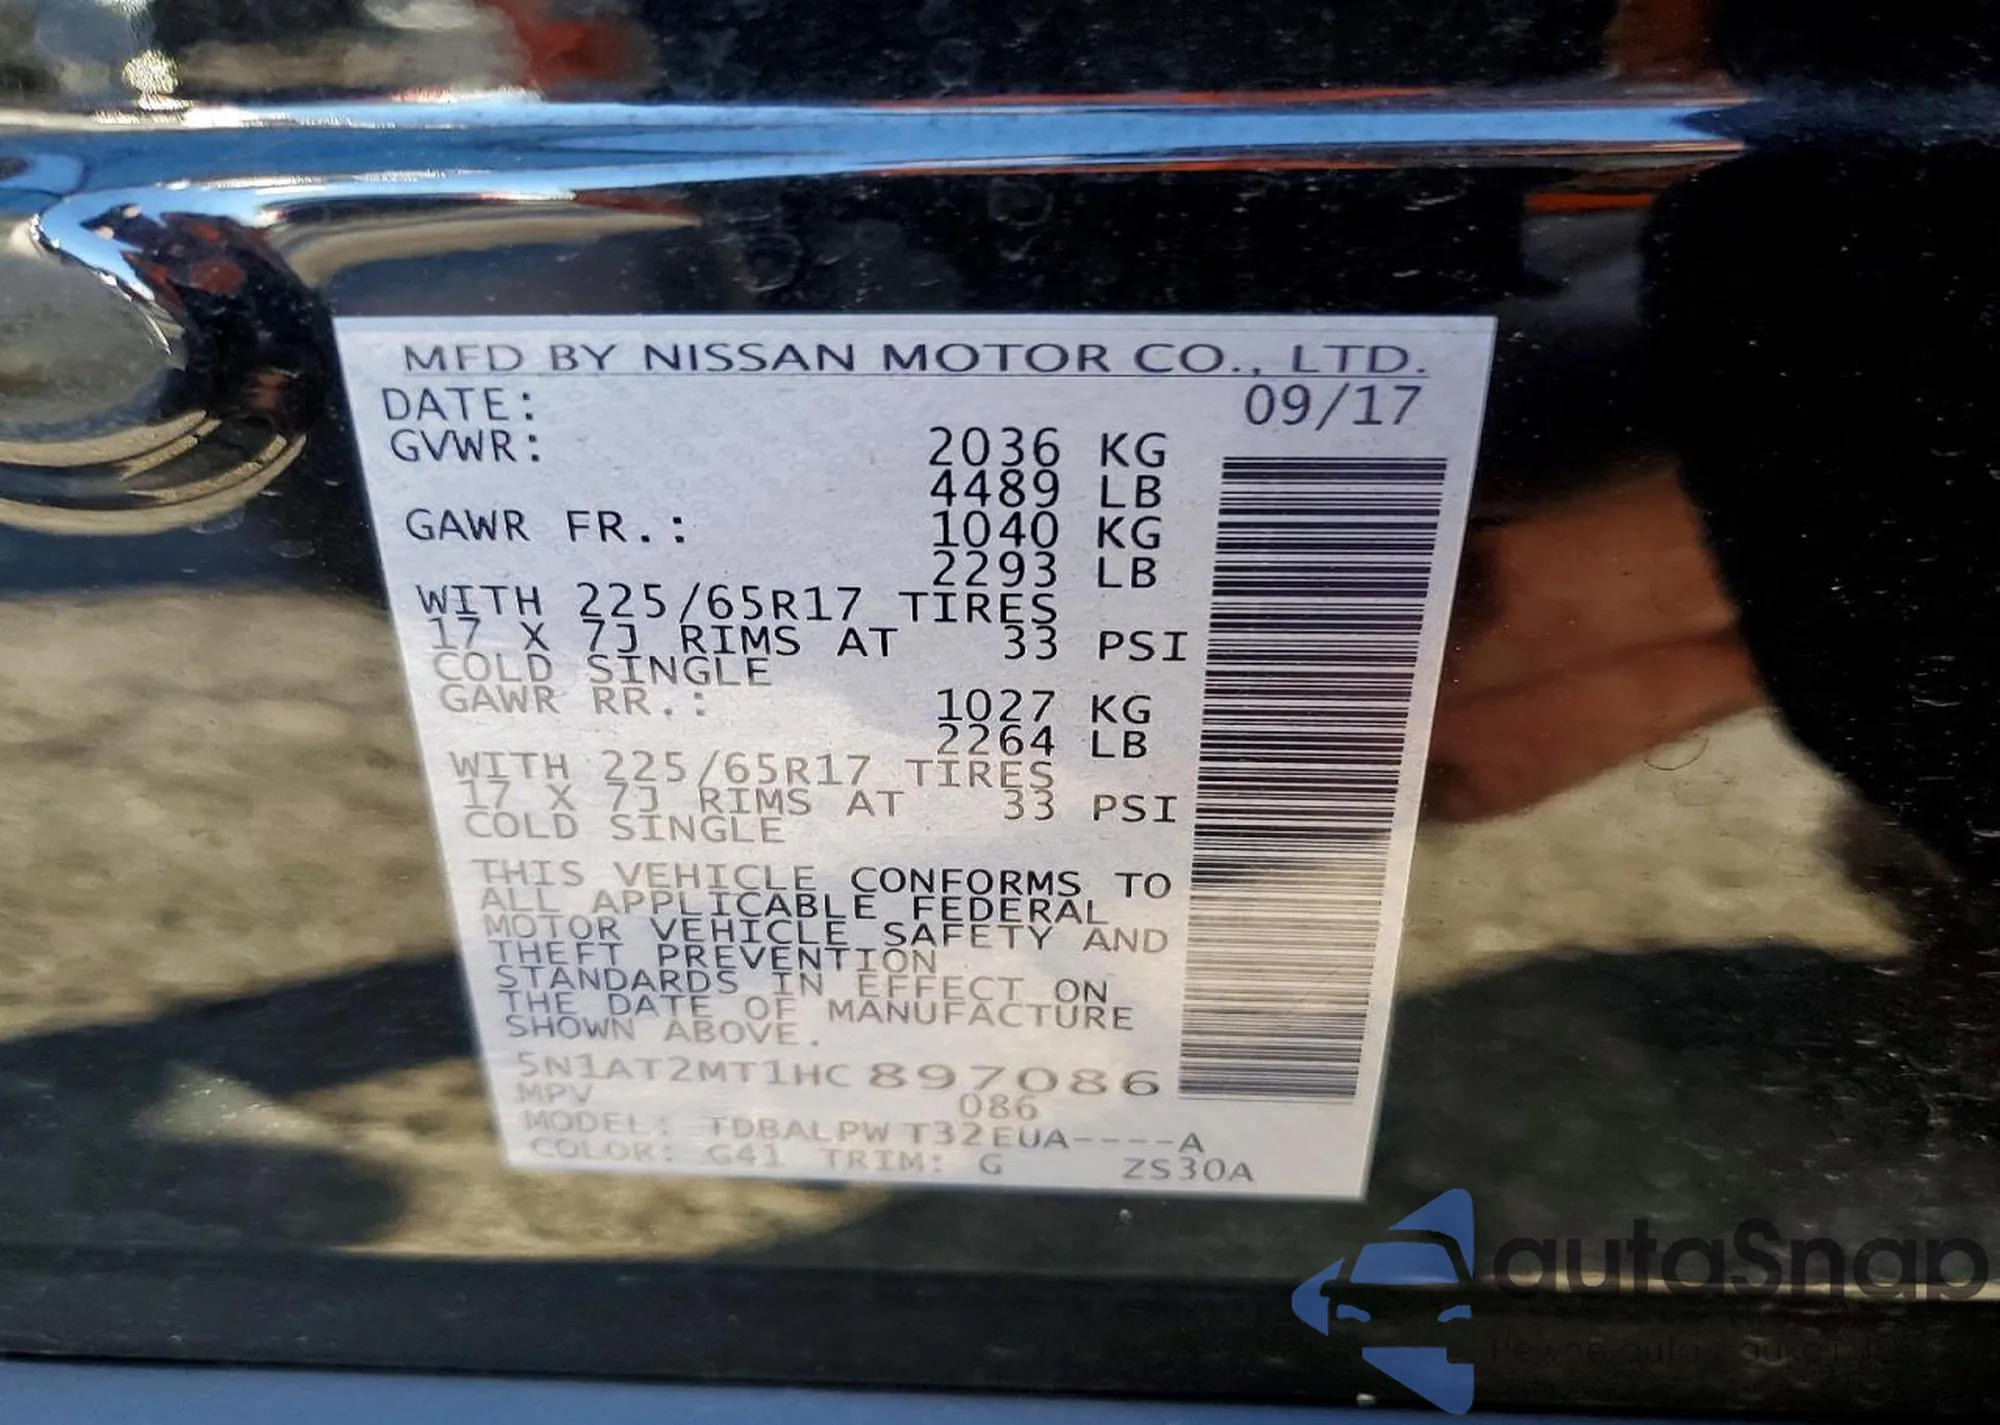 MFD BY NISSAN MOTOR CO., LTD.
DATE: 09/17
GVWR: 2036 KG
4489 LB
GAWR FR.: 1040 KG
2293 LB
WITH 225/65R17 TIRES
17 X 7J RIMS AT 33 PSI
COLD SINGLE
GAWR RR.: 1027 KG
2264 LB
WITH 225/65R17 TIRES
17 X 7J RIMS AT 33 PSI
COLD SINGLE
THIS VEHICLE CONFORMS TO
ALL APPLICABLE FEDERAL
MOTOR VEHICLE SAFETY AND
THEFT PREVENTION
STANDARDS IN EFFECT ON
THE DATE OF MANUFACTURE
SHOWN ABOVE.
5N1AT2MT1HC897086
MPV 086
MODEL: TDBALPW T32EUA----A
COLOR: G41 TRIM: G ZS30A
autoSnap
Pewne auta